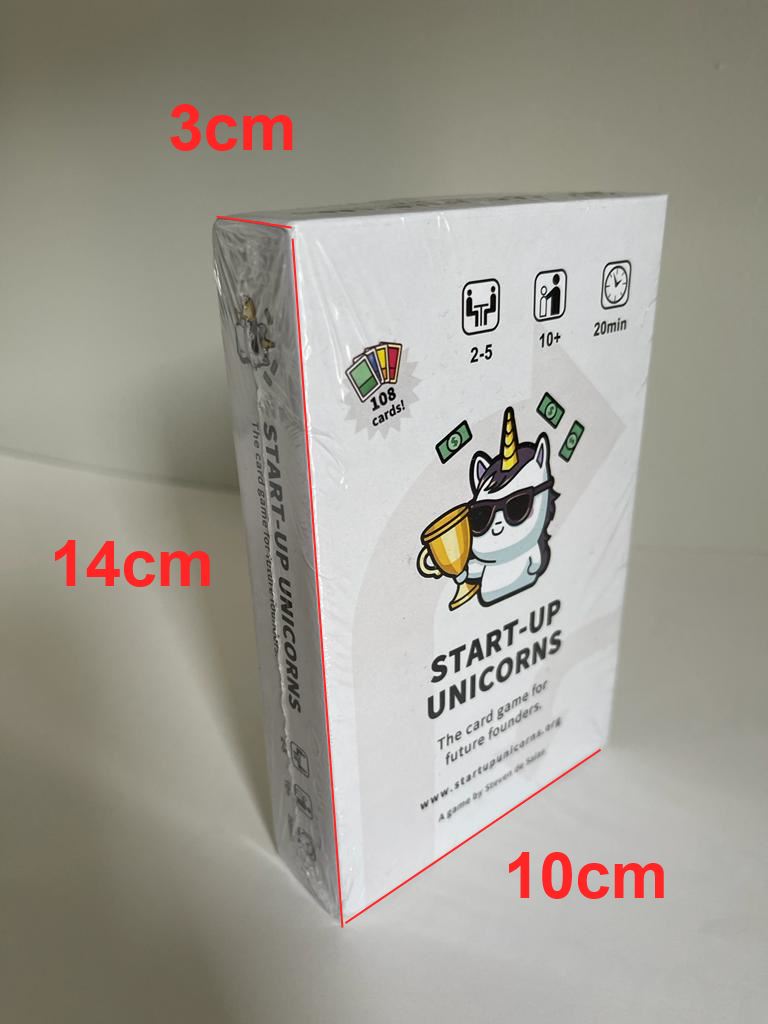 3cm
2-5
10+
20min
108
cards!
START-UP
UNICORNS
The card game for
future founders.
www.startupunicorns.org
A game by Steven de
START-UP UNICORNS
The card game for future
14cm
10cm